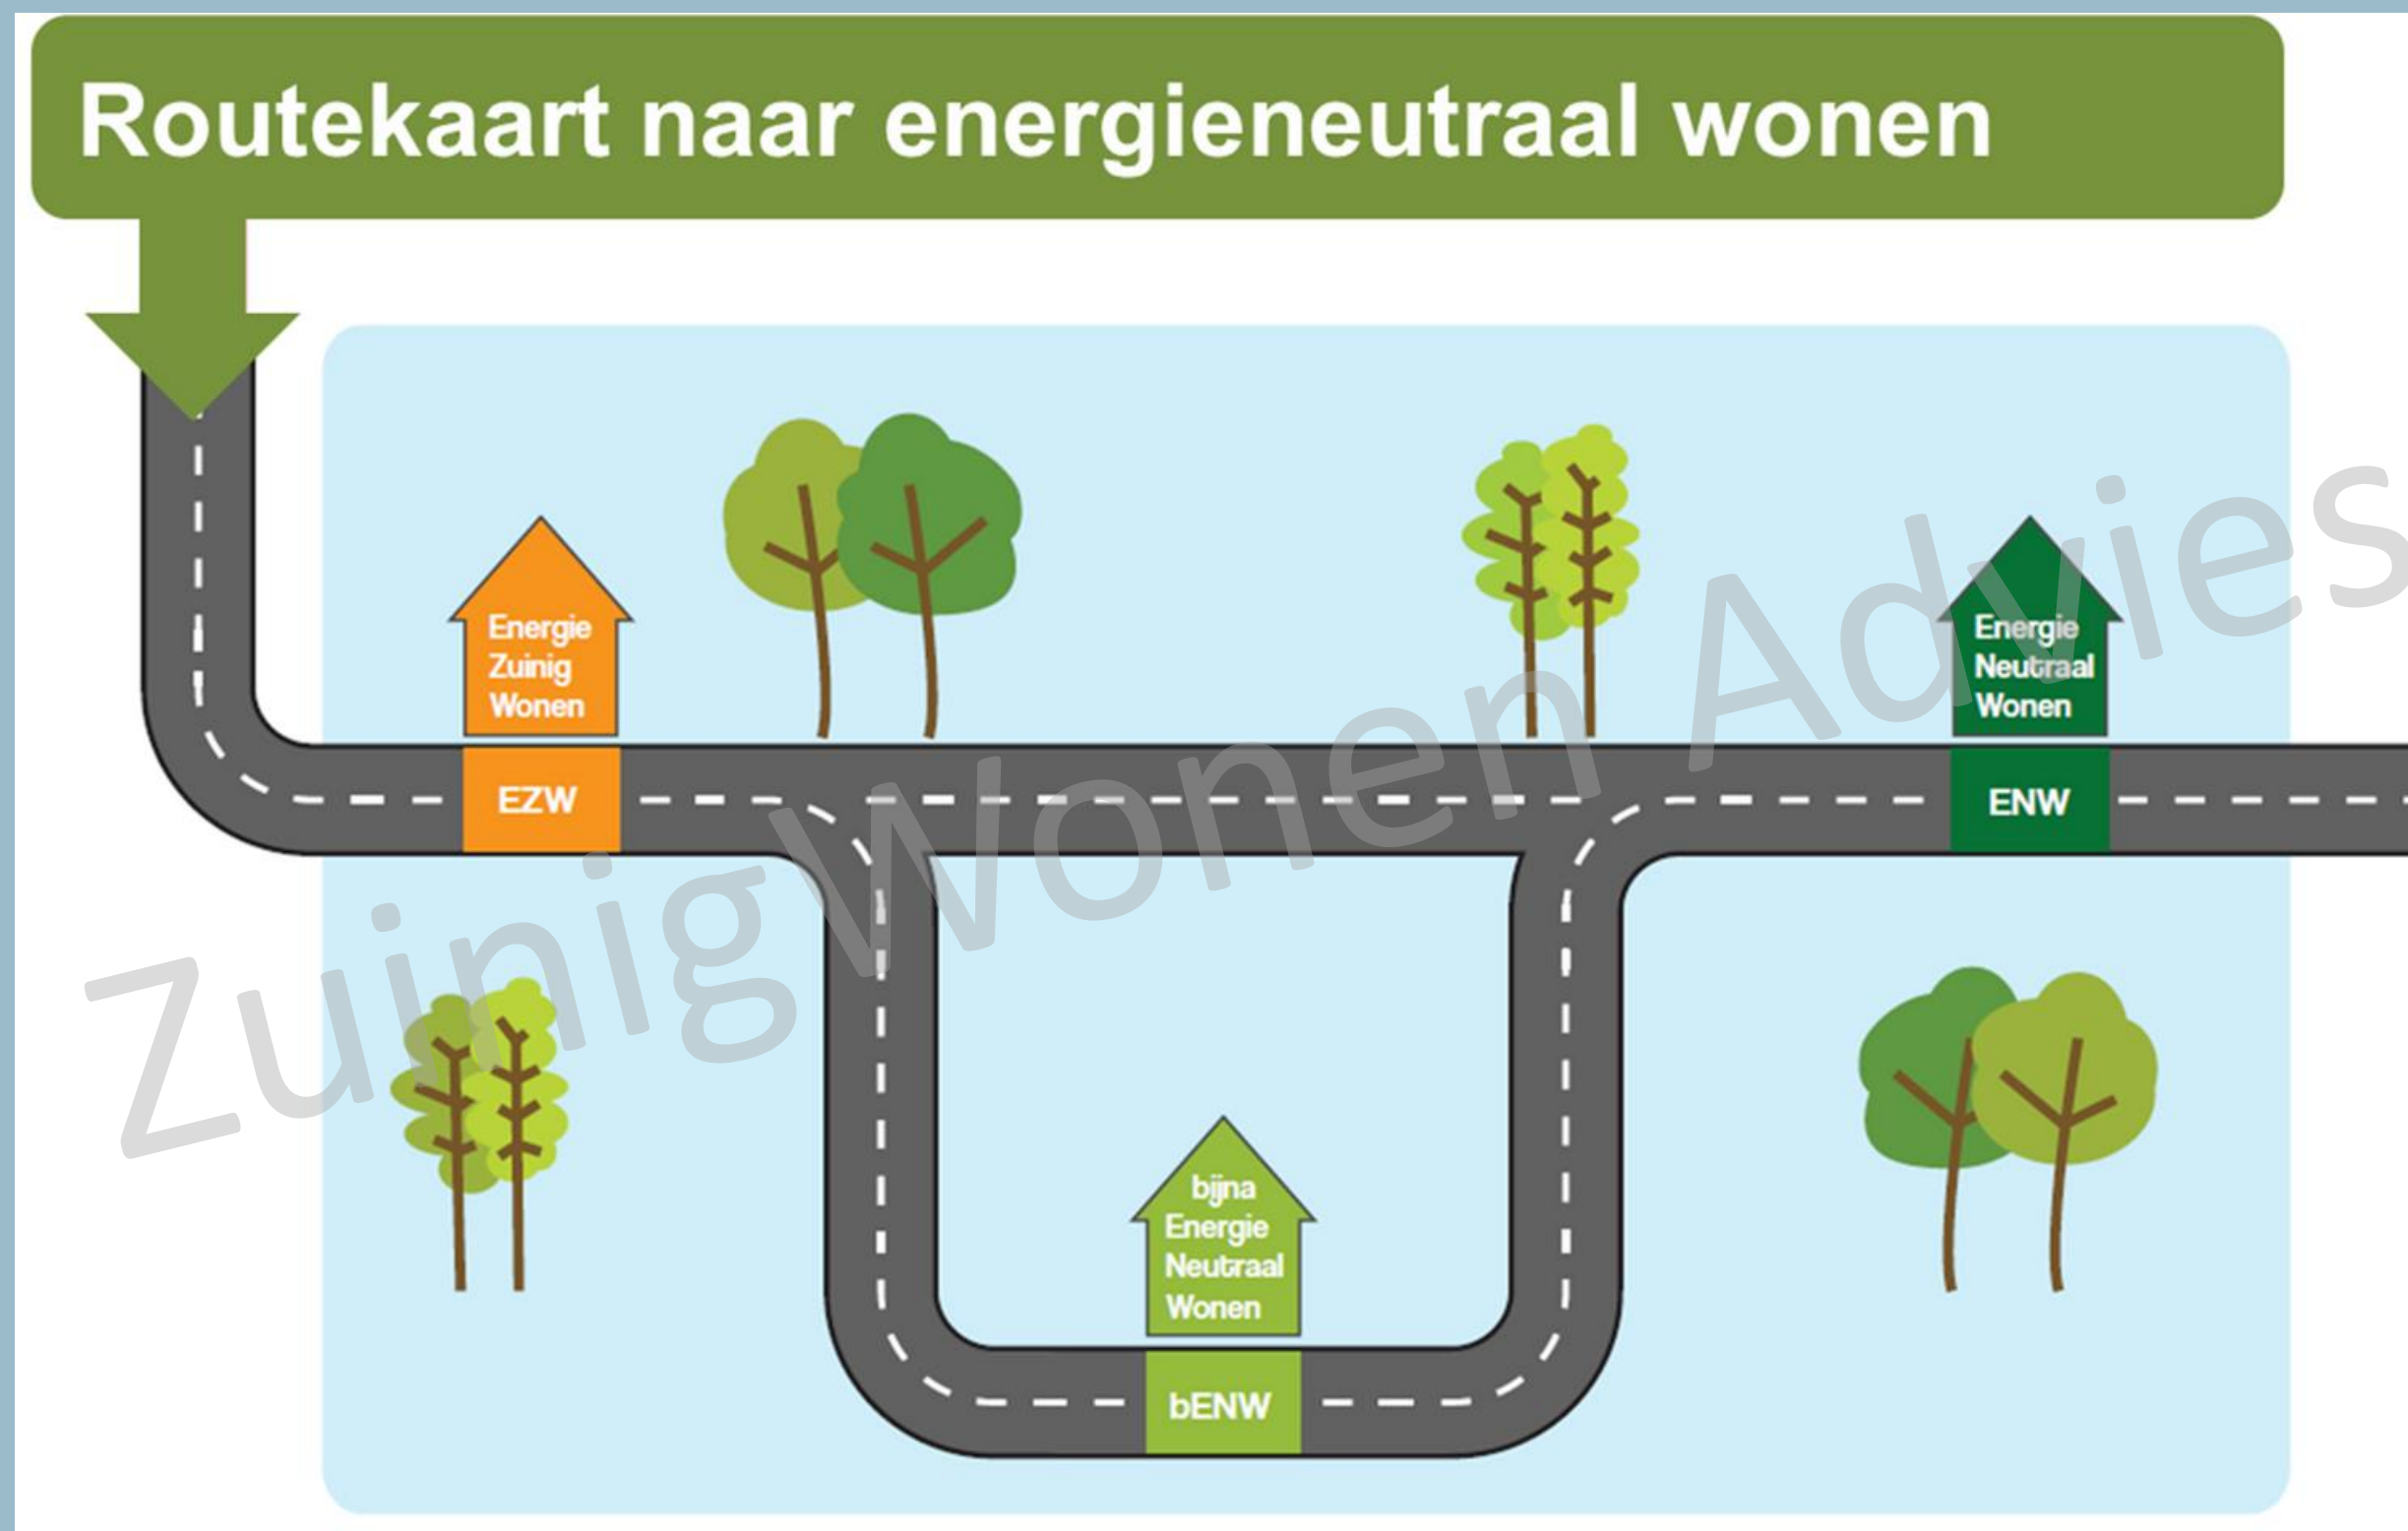 Routekaart naar energieneutraal wonen
Energie
Zuinig
Wonen
EZW
Energie
Neutraal
Wonen
ENW
bijna
Energie
Neutraal
Wonen
bENW
ZuinigWonen Advies